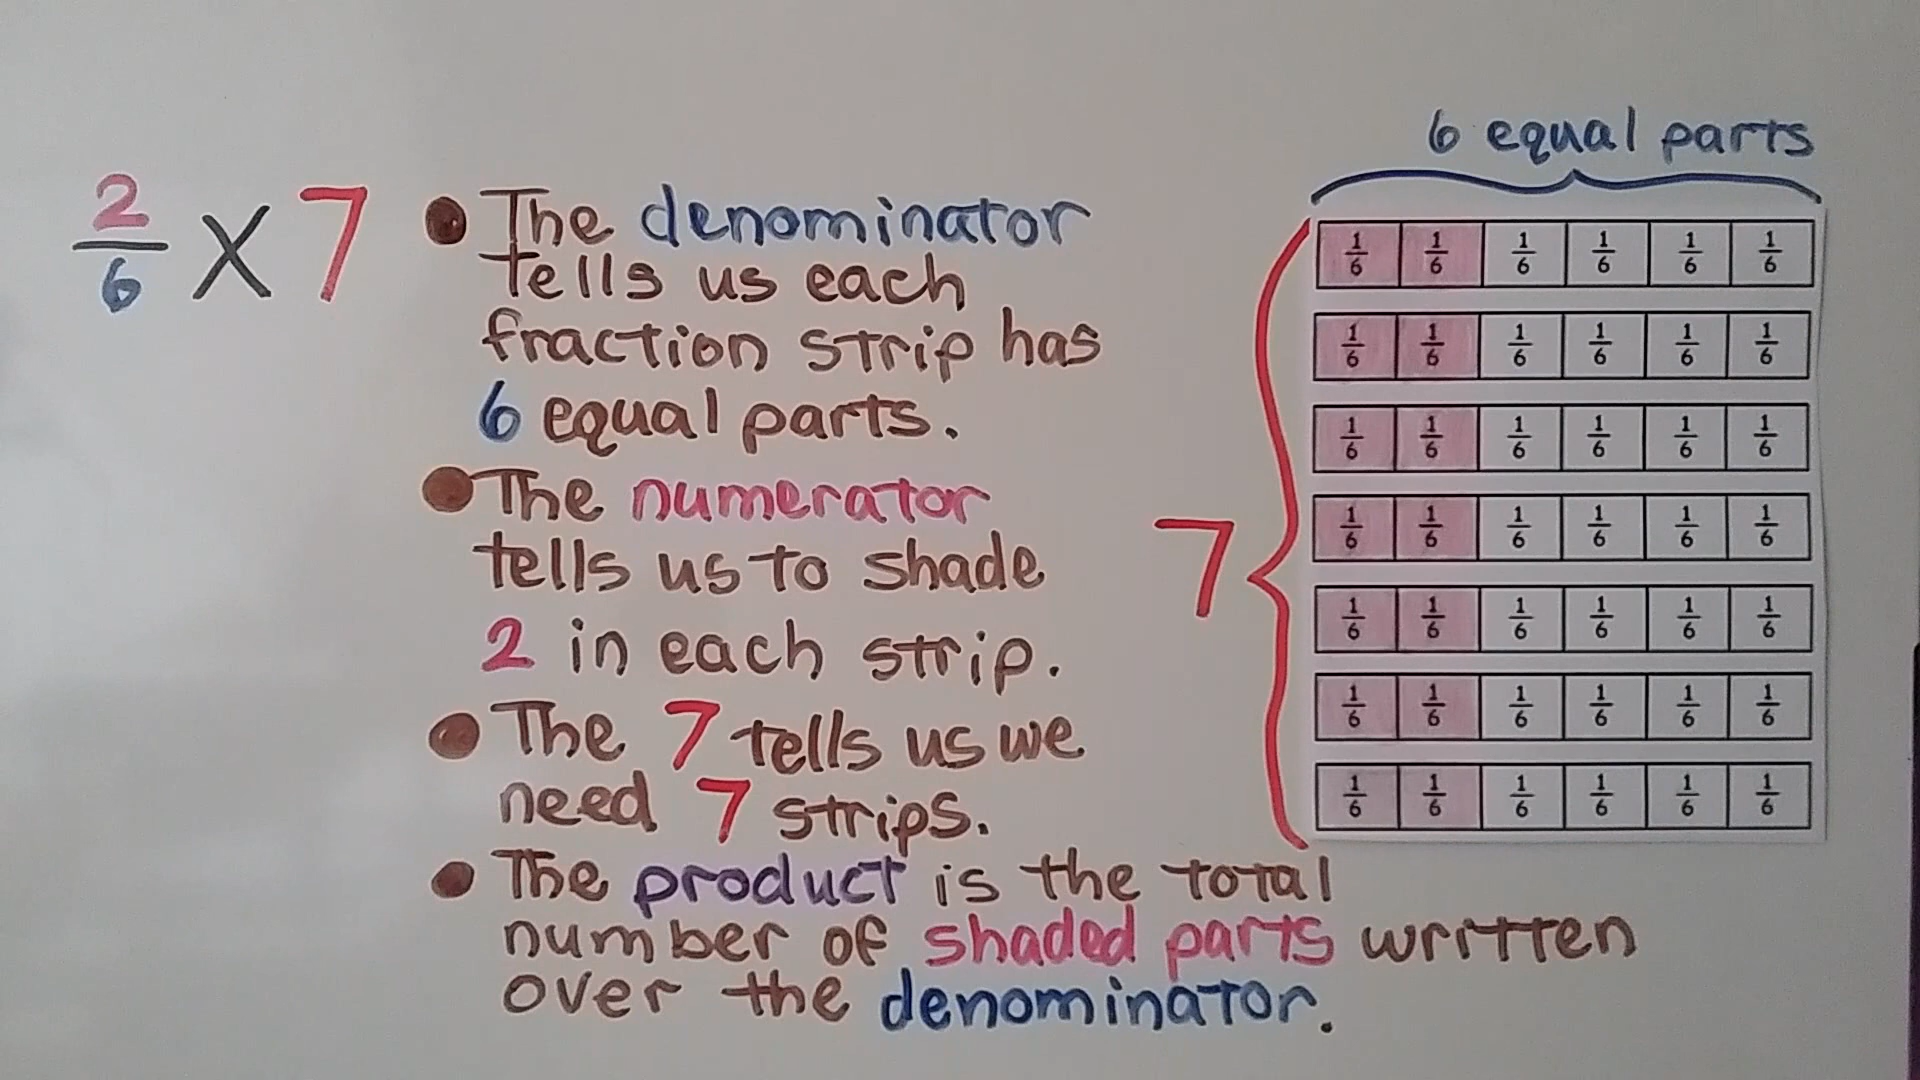 6 equal parts
2/6 X 7
• The denominator
tells us each
fraction strip has
6 equal parts.
• The numerator
tells us to shade
2 in each strip.
• The 7 tells us we
need 7 strips.
• The product is the total
number of shaded parts written
over the denominator.
7
1/6 1/6 1/6 1/6 1/6 1/6
1/6 1/6 1/6 1/6 1/6 1/6
1/6 1/6 1/6 1/6 1/6 1/6
1/6 1/6 1/6 1/6 1/6 1/6
1/6 1/6 1/6 1/6 1/6 1/6
1/6 1/6 1/6 1/6 1/6 1/6
1/6 1/6 1/6 1/6 1/6 1/6